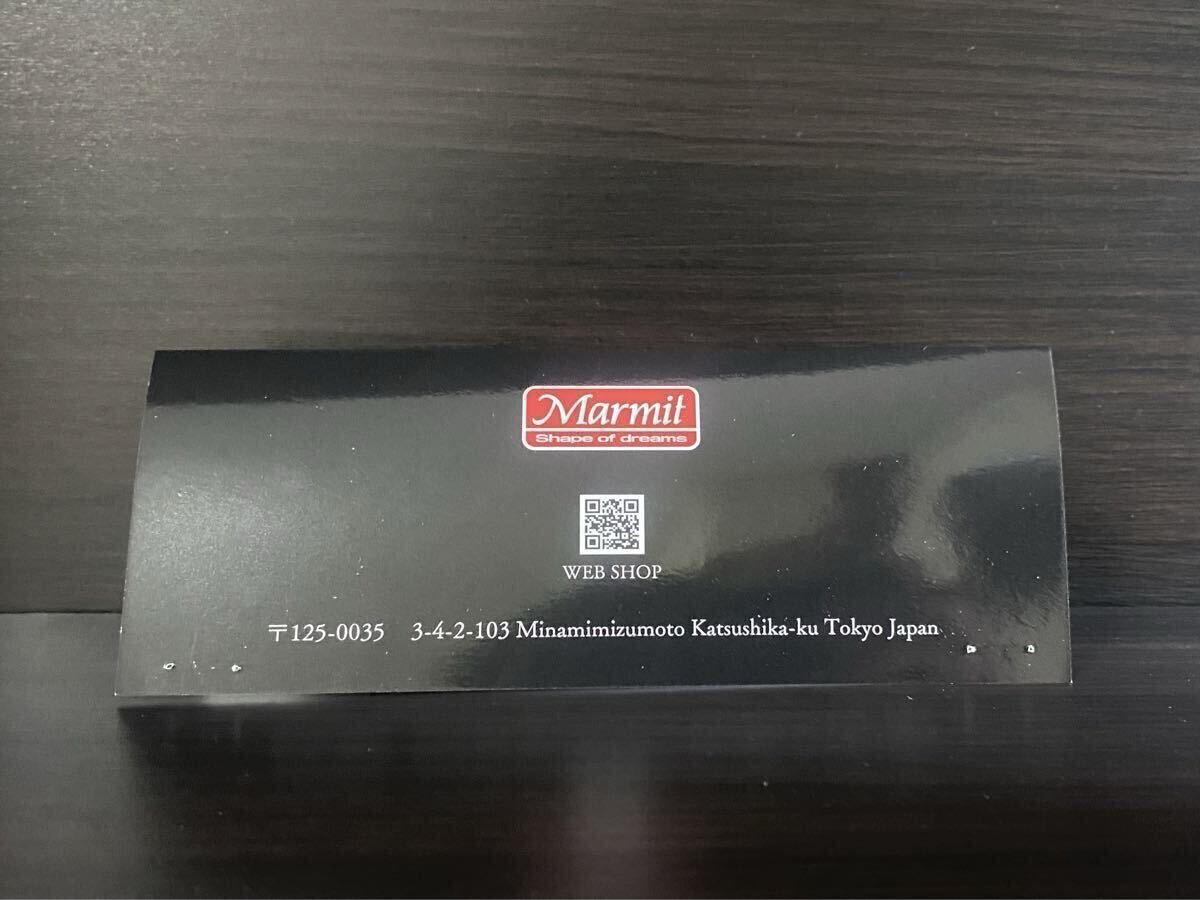 Marmit
Shape of dreams
WEB SHOP
〒125-0035 3-4-2-103 Minamimizumoto Katsushika-ku Tokyo Japan